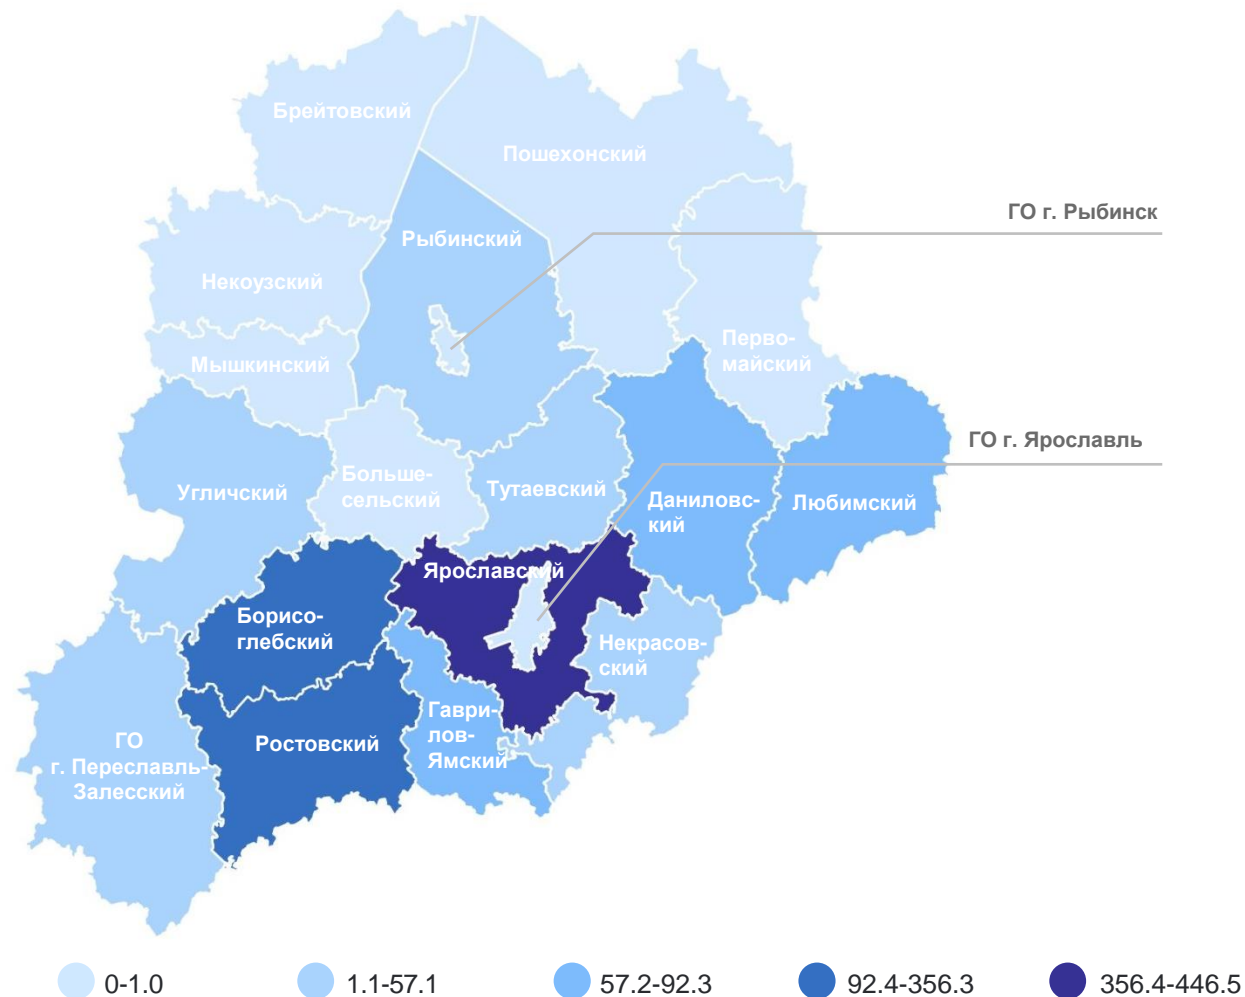 Брейтовский
Пошехонский
ГО г. Рыбинск
Рыбинский
Некоузский
Перво-
майский
Мышкинский
ГО г. Ярославль
Больше-
сельский
Угличский
Тутаевский
Даниловс-
кий
Любимский
Ярославский
Борисо-
глебский
Некрасов-
ский
Гаври-
лов-
Ямский
Ростовский
ГО
г. Переславль-
Залесский
0-1.0
1.1-57.1
57.2-92.3
92.4-356.3
356.4-446.5